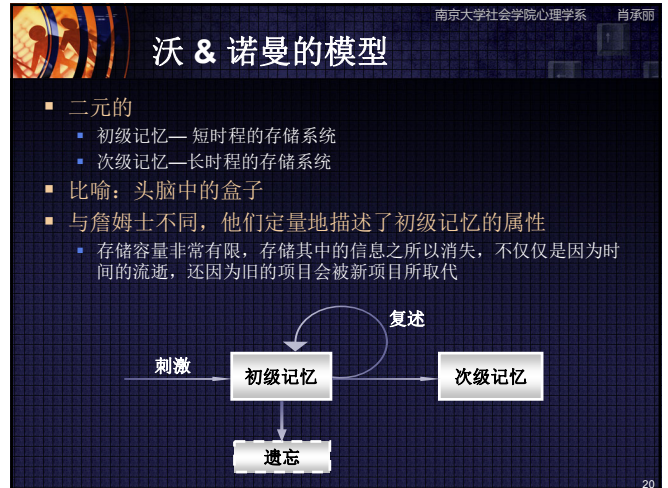 南京大学社会学院心理学系 肖承丽
沃 & 诺曼的模型
二元的
初级记忆— 短时程的存储系统
次级记忆—长时程的存储系统
比喻：头脑中的盒子
与詹姆士不同，他们定量地描述了初级记忆的属性
存储容量非常有限，存储其中的信息之所以消失，不仅仅是因为时
间的流逝，还因为旧的项目会被新项目所取代
复述
刺激
初级记忆
次级记忆
遗忘
20